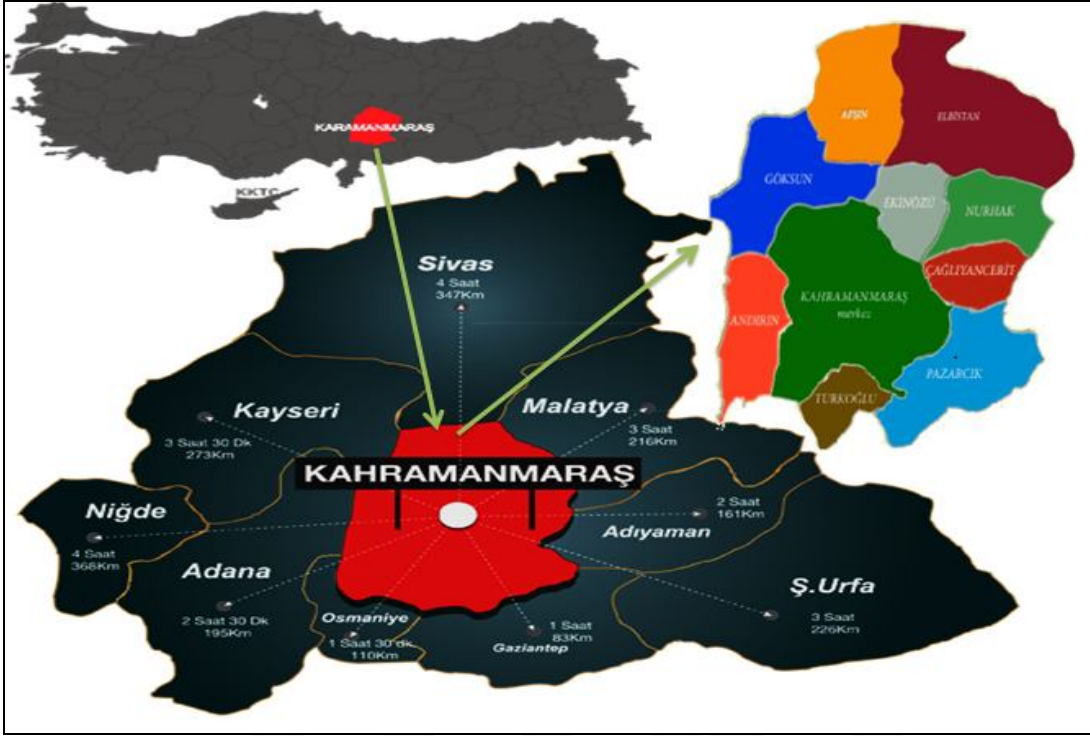 KARAMANMARAŞ
KKTC
AFŞİN
ELBİSTAN
GÖKSUN
EKİNÖZÜ
NURHAK
ÇAĞLIYANCERİT
KAHRAMANMARAŞ
merkez
ANDIRIN
PAZARCIK
TURKOĞLU
Sivas
4 Saat
347Km
Kayseri
3 Saat 30 Dk
273Km
Malatya
3 Saat
216Km
KAHRAMANMARAŞ
Niğde
4 Saat
368Km
2 Saat
161Km
Adıyaman
Adana
2 Saat 30 Dk
195Km
Ş.Urfa
3 Saat
226Km
Osmaniye
1 Saat 30 dk
110Km
1 Saat
83Km
Gaziantep